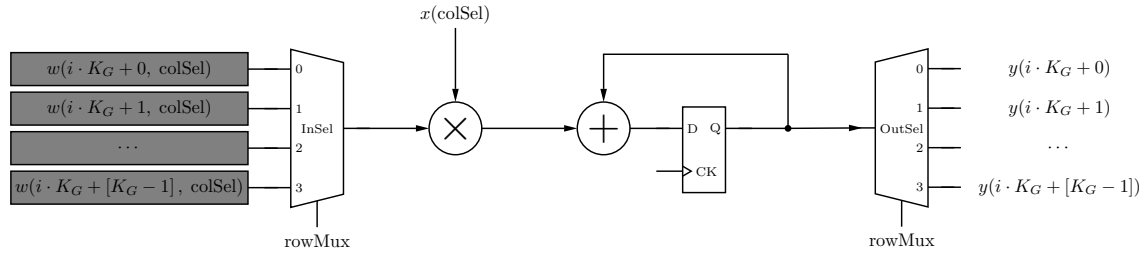 x(colSel)
w(i · K_G + 0, colSel)
w(i · K_G + 1, colSel)
...
w(i · K_G + [K_G − 1] , colSel)
0
1
2
3
InSel
rowMux
D Q
CK
0
1
2
3
OutSel
rowMux
y(i · K_G + 0)
y(i · K_G + 1)
...
y(i · K_G + [K_G − 1])